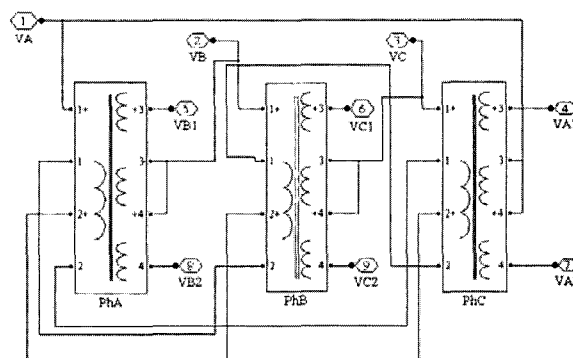 1
VA
2
VB
3
VC
1+ +3
5
VB1
1 3
2+ +4
2 4
8
VB2
PhA
1+ +3
6
VC1
1 3
2+ +4
2 4
9
VC2
PhB
1+ +3
4
VA1
1 3
2+ +4
2 4
7
VA
PhC